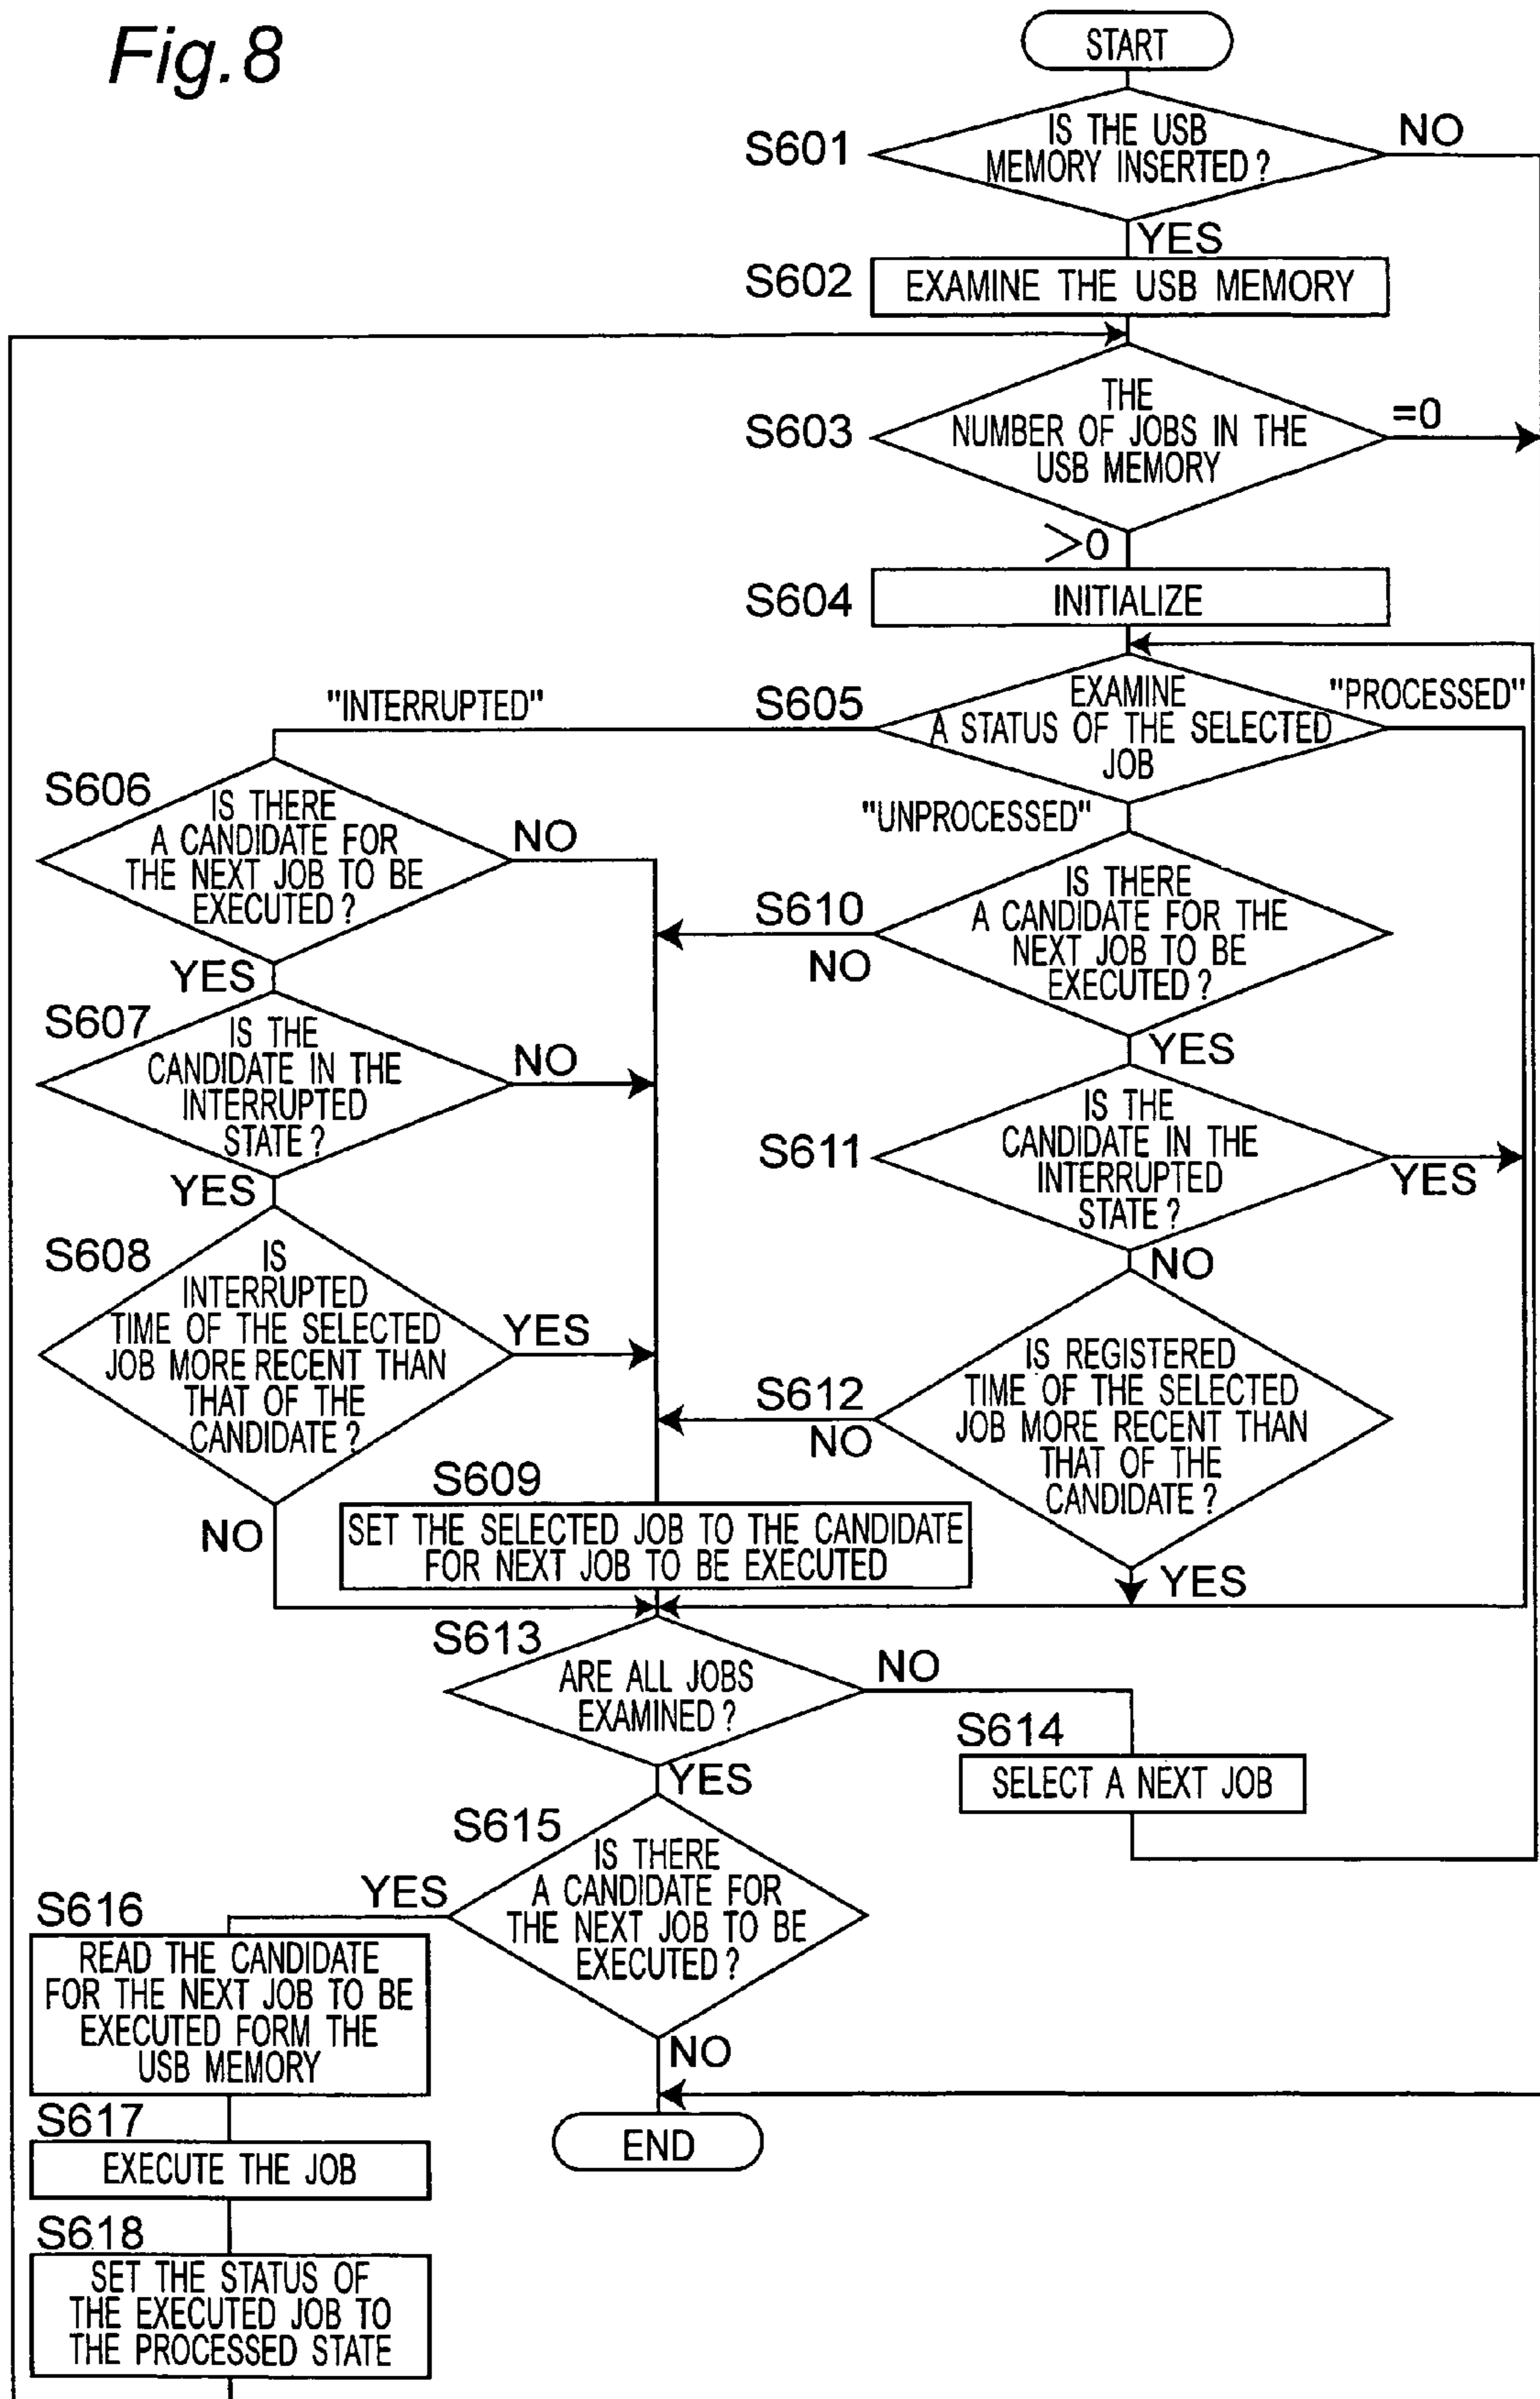 Fig.8
START
S601
IS THE USB
MEMORY INSERTED?
NO
YES
S602
EXAMINE THE USB MEMORY
S603
THE
NUMBER OF JOBS IN THE
USB MEMORY
=0
>0
S604
INITIALIZE
"INTERRUPTED"
S605
EXAMINE
A STATUS OF THE SELECTED
JOB
"PROCESSED"
"UNPROCESSED"
S606
IS THERE
A CANDIDATE FOR
THE NEXT JOB TO BE
EXECUTED?
NO
YES
S610
IS THERE
A CANDIDATE FOR THE
NEXT JOB TO BE
EXECUTED?
NO
YES
S607
IS THE
CANDIDATE IN THE
INTERRUPTED
STATE?
NO
YES
S611
IS THE
CANDIDATE IN THE
INTERRUPTED
STATE?
YES
NO
S608
IS
INTERRUPTED
TIME OF THE SELECTED
JOB MORE RECENT THAN
THAT OF THE
CANDIDATE?
YES
NO
S612
IS REGISTERED
TIME OF THE SELECTED
JOB MORE RECENT THAN
THAT OF THE
CANDIDATE?
NO
YES
S609
SET THE SELECTED JOB TO THE CANDIDATE
FOR NEXT JOB TO BE EXECUTED
S613
ARE ALL JOBS
EXAMINED?
NO
YES
S614
SELECT A NEXT JOB
S615
IS THERE
A CANDIDATE FOR
THE NEXT JOB TO BE
EXECUTED?
YES
NO
S616
READ THE CANDIDATE
FOR THE NEXT JOB TO BE
EXECUTED FORM THE
USB MEMORY
S617
EXECUTE THE JOB
END
S618
SET THE STATUS OF
THE EXECUTED JOB TO
THE PROCESSED STATE